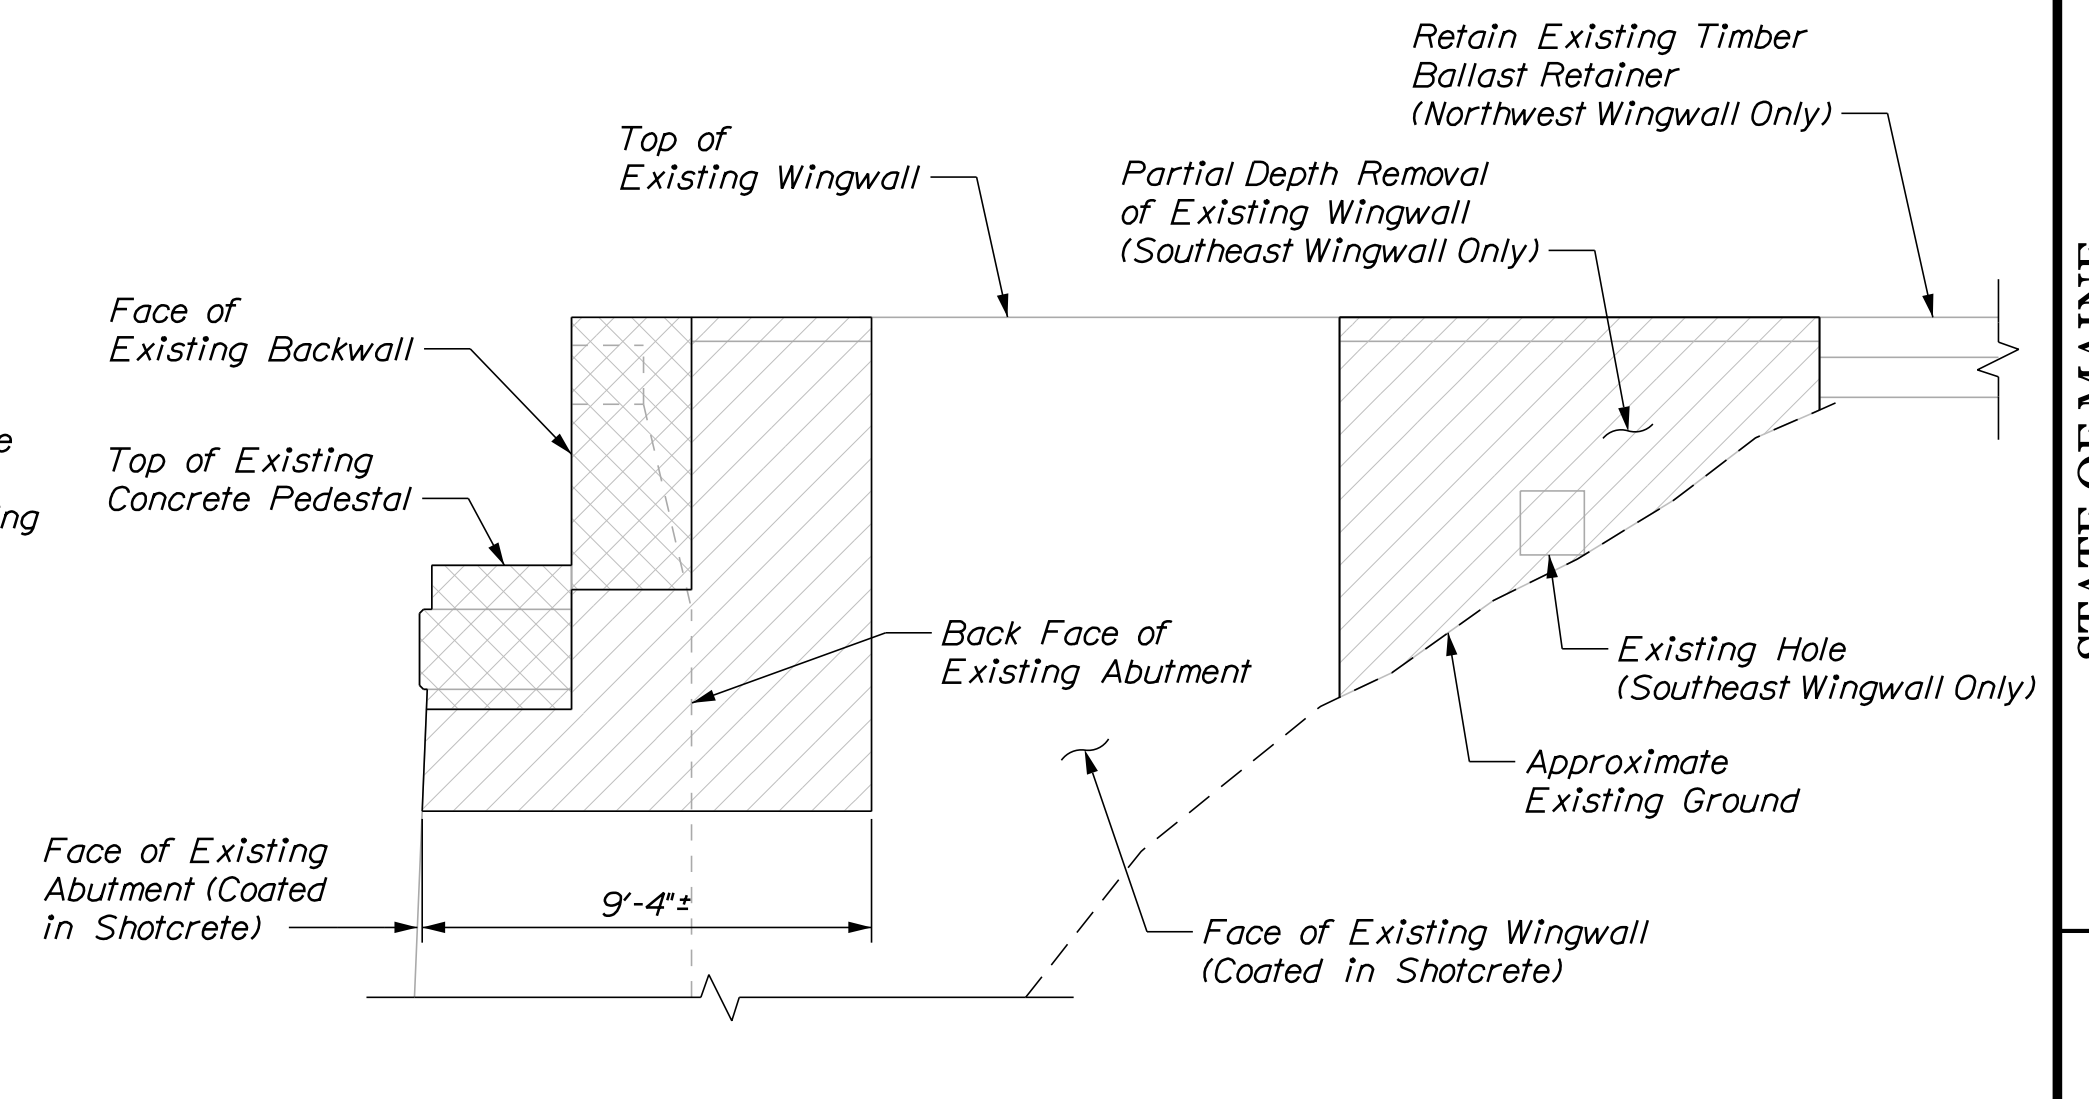 Retain Existing Timber
Ballast Retainer
(Northwest Wingwall Only)
Top of
Existing Wingwall
Partial Depth Removal
of Existing Wingwall
(Southeast Wingwall Only)
Face of
Existing Backwall
Top of Existing
Concrete Pedestal
Back Face of
Existing Abutment
Existing Hole
(Southeast Wingwall Only)
Approximate
Existing Ground
Face of Existing
Abutment (Coated
in Shotcrete)
9'-4"±
Face of Existing Wingwall
(Coated in Shotcrete)
STATE OF MAINE